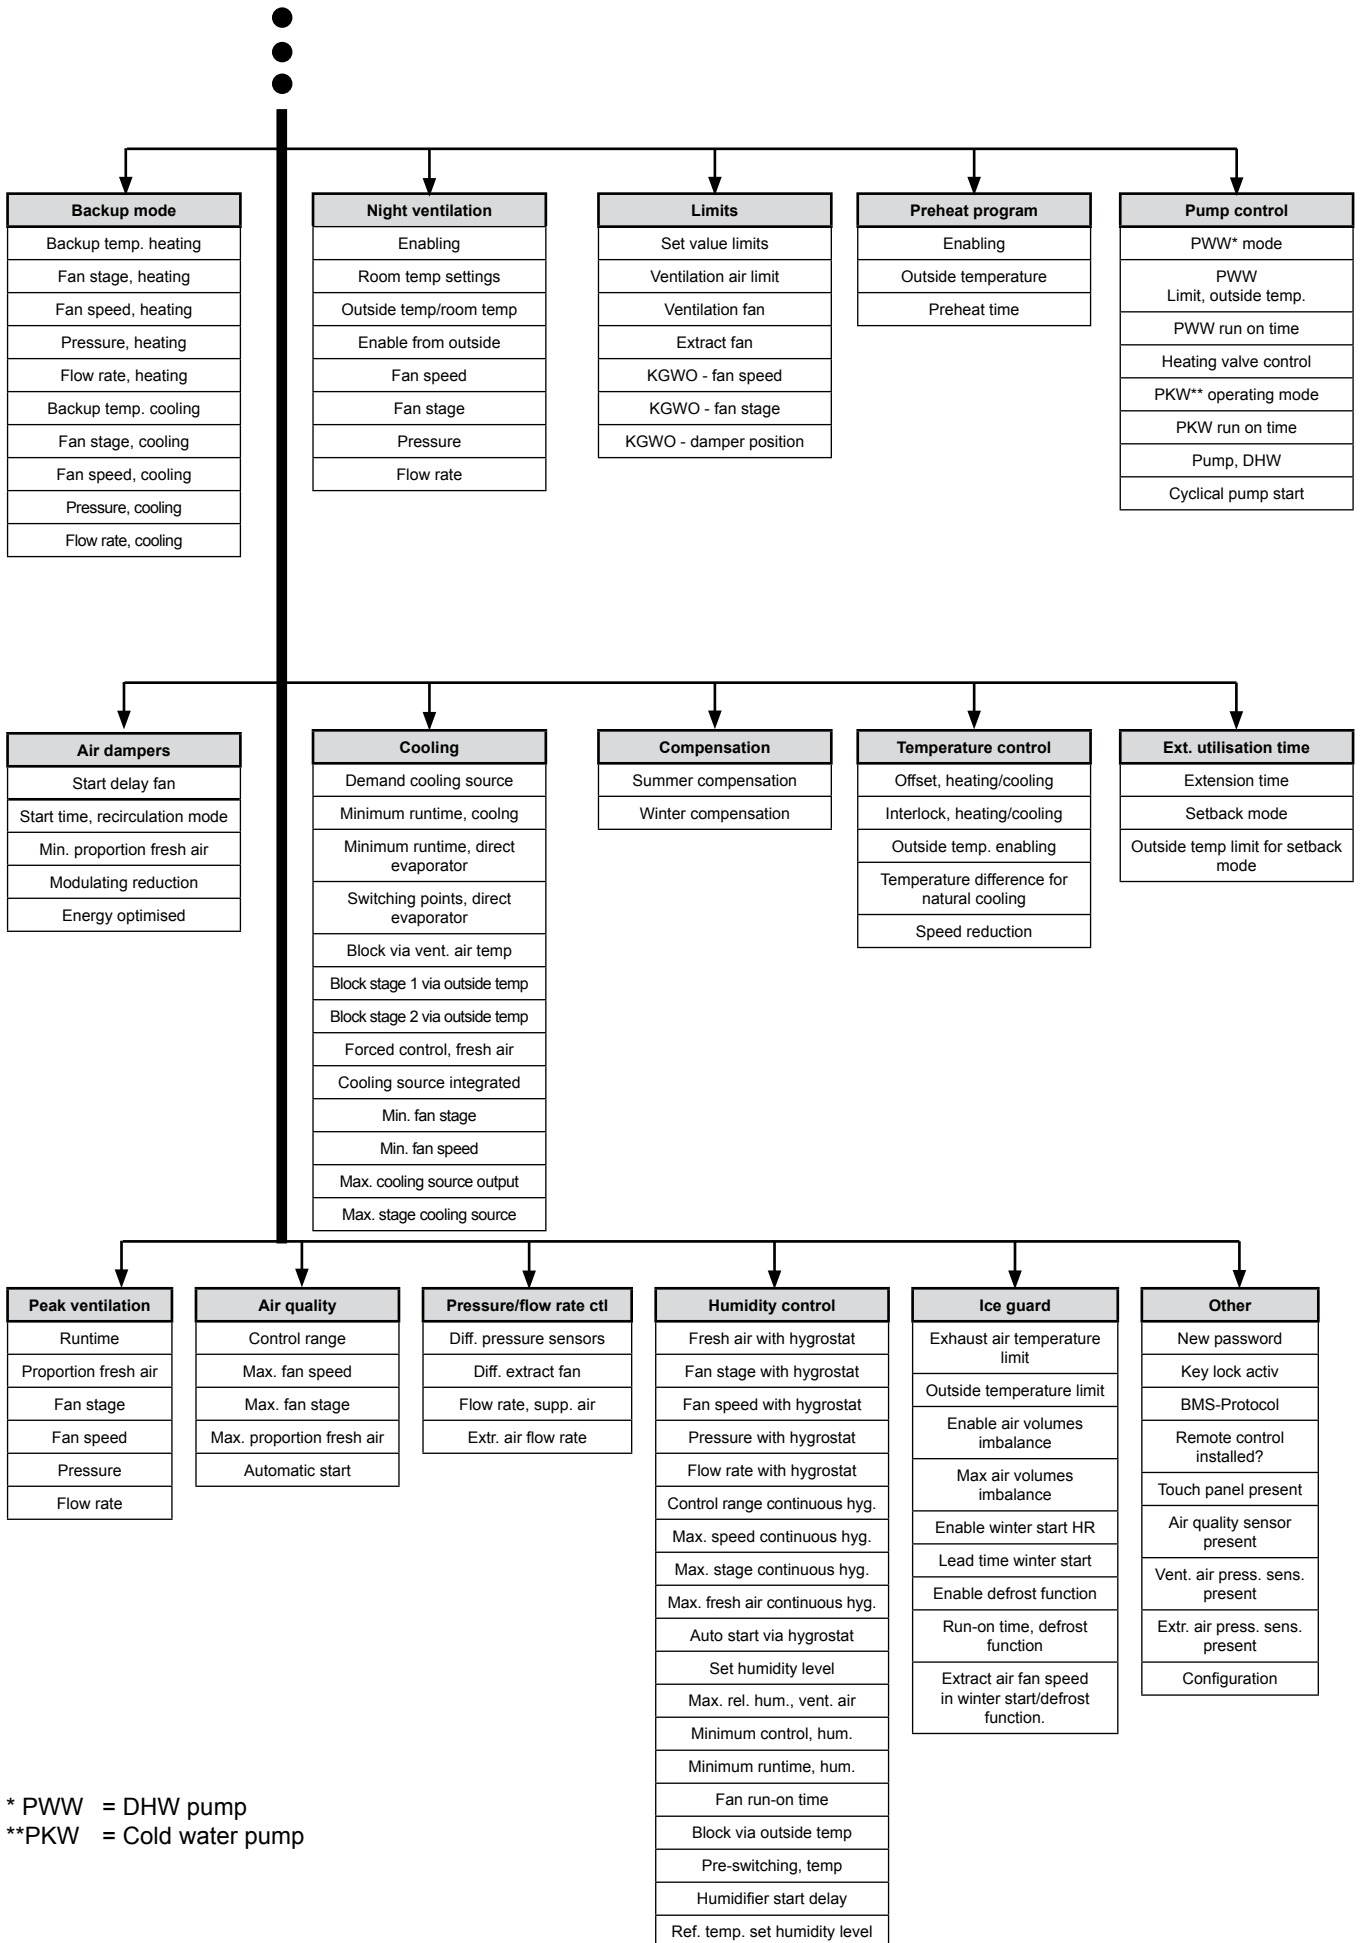 Backup mode
Backup temp. heating
Fan stage, heating
Fan speed, heating
Pressure, heating
Flow rate, heating
Backup temp. cooling
Fan stage, cooling
Fan speed, cooling
Pressure, cooling
Flow rate, cooling
Night ventilation
Enabling
Room temp settings
Outside temp/room temp
Enable from outside
Fan speed
Fan stage
Pressure
Flow rate
Limits
Set value limits
Ventilation air limit
Ventilation fan
Extract fan
KGWO - fan speed
KGWO - fan stage
KGWO - damper position
Preheat program
Enabling
Outside temperature
Preheat time
Pump control
PWW* mode
PWW
Limit, outside temp.
PWW run on time
Heating valve control
PKW** operating mode
PKW run on time
Pump, DHW
Cyclical pump start
Air dampers
Start delay fan
Start time, recirculation mode
Min. proportion fresh air
Modulating reduction
Energy optimised
Cooling
Demand cooling source
Minimum runtime, coolng
Minimum runtime, direct
evaporator
Switching points, direct
evaporator
Block via vent. air temp
Block stage 1 via outside temp
Block stage 2 via outside temp
Forced control, fresh air
Cooling source integrated
Min. fan stage
Min. fan speed
Max. cooling source output
Max. stage cooling source
Compensation
Summer compensation
Winter compensation
Temperature control
Offset, heating/cooling
Interlock, heating/cooling
Outside temp. enabling
Temperature difference for
natural cooling
Speed reduction
Ext. utilisation time
Extension time
Setback mode
Outside temp limit for setback
mode
Peak ventilation
Runtime
Proportion fresh air
Fan stage
Fan speed
Pressure
Flow rate
Air quality
Control range
Max. fan speed
Max. fan stage
Max. proportion fresh air
Automatic start
Pressure/flow rate ctl
Diff. pressure sensors
Diff. extract fan
Flow rate, supp. air
Extr. air flow rate
Humidity control
Fresh air with hygrostat
Fan stage with hygrostat
Fan speed with hygrostat
Pressure with hygrostat
Flow rate with hygrostat
Control range continuous hyg.
Max. speed continuous hyg.
Max. stage continuous hyg.
Max. fresh air continuous hyg.
Auto start via hygrostat
Set humidity level
Max. rel. hum., vent. air
Minimum control, hum.
Minimum runtime, hum.
Fan run-on time
Block via outside temp
Pre-switching, temp
Humidifier start delay
Ref. temp. set humidity level
Ice guard
Exhaust air temperature
limit
Outside temperature limit
Enable air volumes
imbalance
Max air volumes
imbalance
Enable winter start HR
Lead time winter start
Enable defrost function
Run-on time, defrost
function
Extract air fan speed
in winter start/defrost
function.
Other
New password
Key lock activ
BMS-Protocol
Remote control
installed?
Touch panel present
Air quality sensor
present
Vent. air press. sens.
present
Extr. air press. sens.
present
Configuration
* PWW = DHW pump
**PKW = Cold water pump